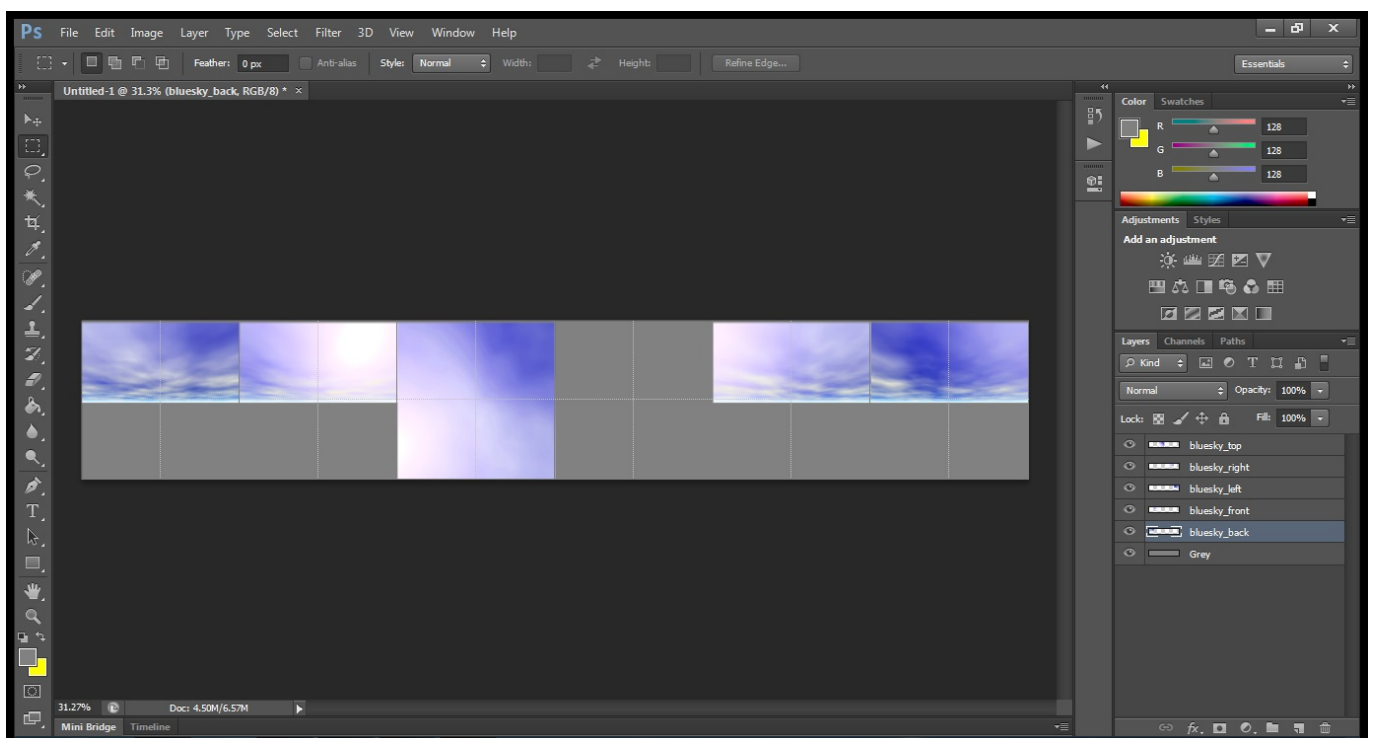 Ps File Edit Image Layer Type Select Filter 3D View Window Help
Feather: 0 px Anti-alias Style: Normal Width: Height: Refine Edge... Essentials
Untitled-1 @ 31.3% (bluesky_back, RGB/8) * ×
Color Swatches
R 128
G 128
B 128
Adjustments Styles
Add an adjustment
Layers Channels Paths
Kind
Normal Opacity: 100%
Lock: Fill: 100%
bluesky_top
bluesky_right
bluesky_left
bluesky_front
bluesky_back
Grey
31.27% Doc: 4.50M/6.57M
Mini Bridge Timeline
fx